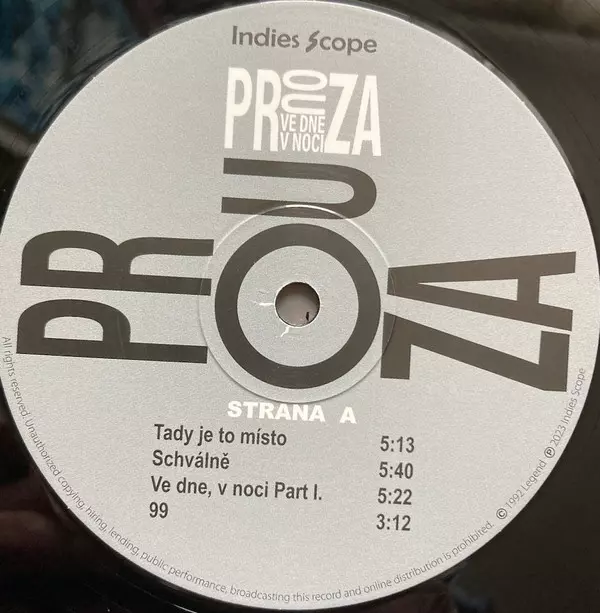 Indies Scope
PROUZA
VE DNE
V NOCI
PROUZA
STRANA A
Tady je to místo 5:13
Schválně 5:40
Ve dne, v noci Part I. 5:22
99 3:12
All rights reserved. Unauthorized copying, hiring, lending, public performance, broadcasting this record and online distribution is prohibited. © 1992 Legend ℗ 2023 Indies Scope